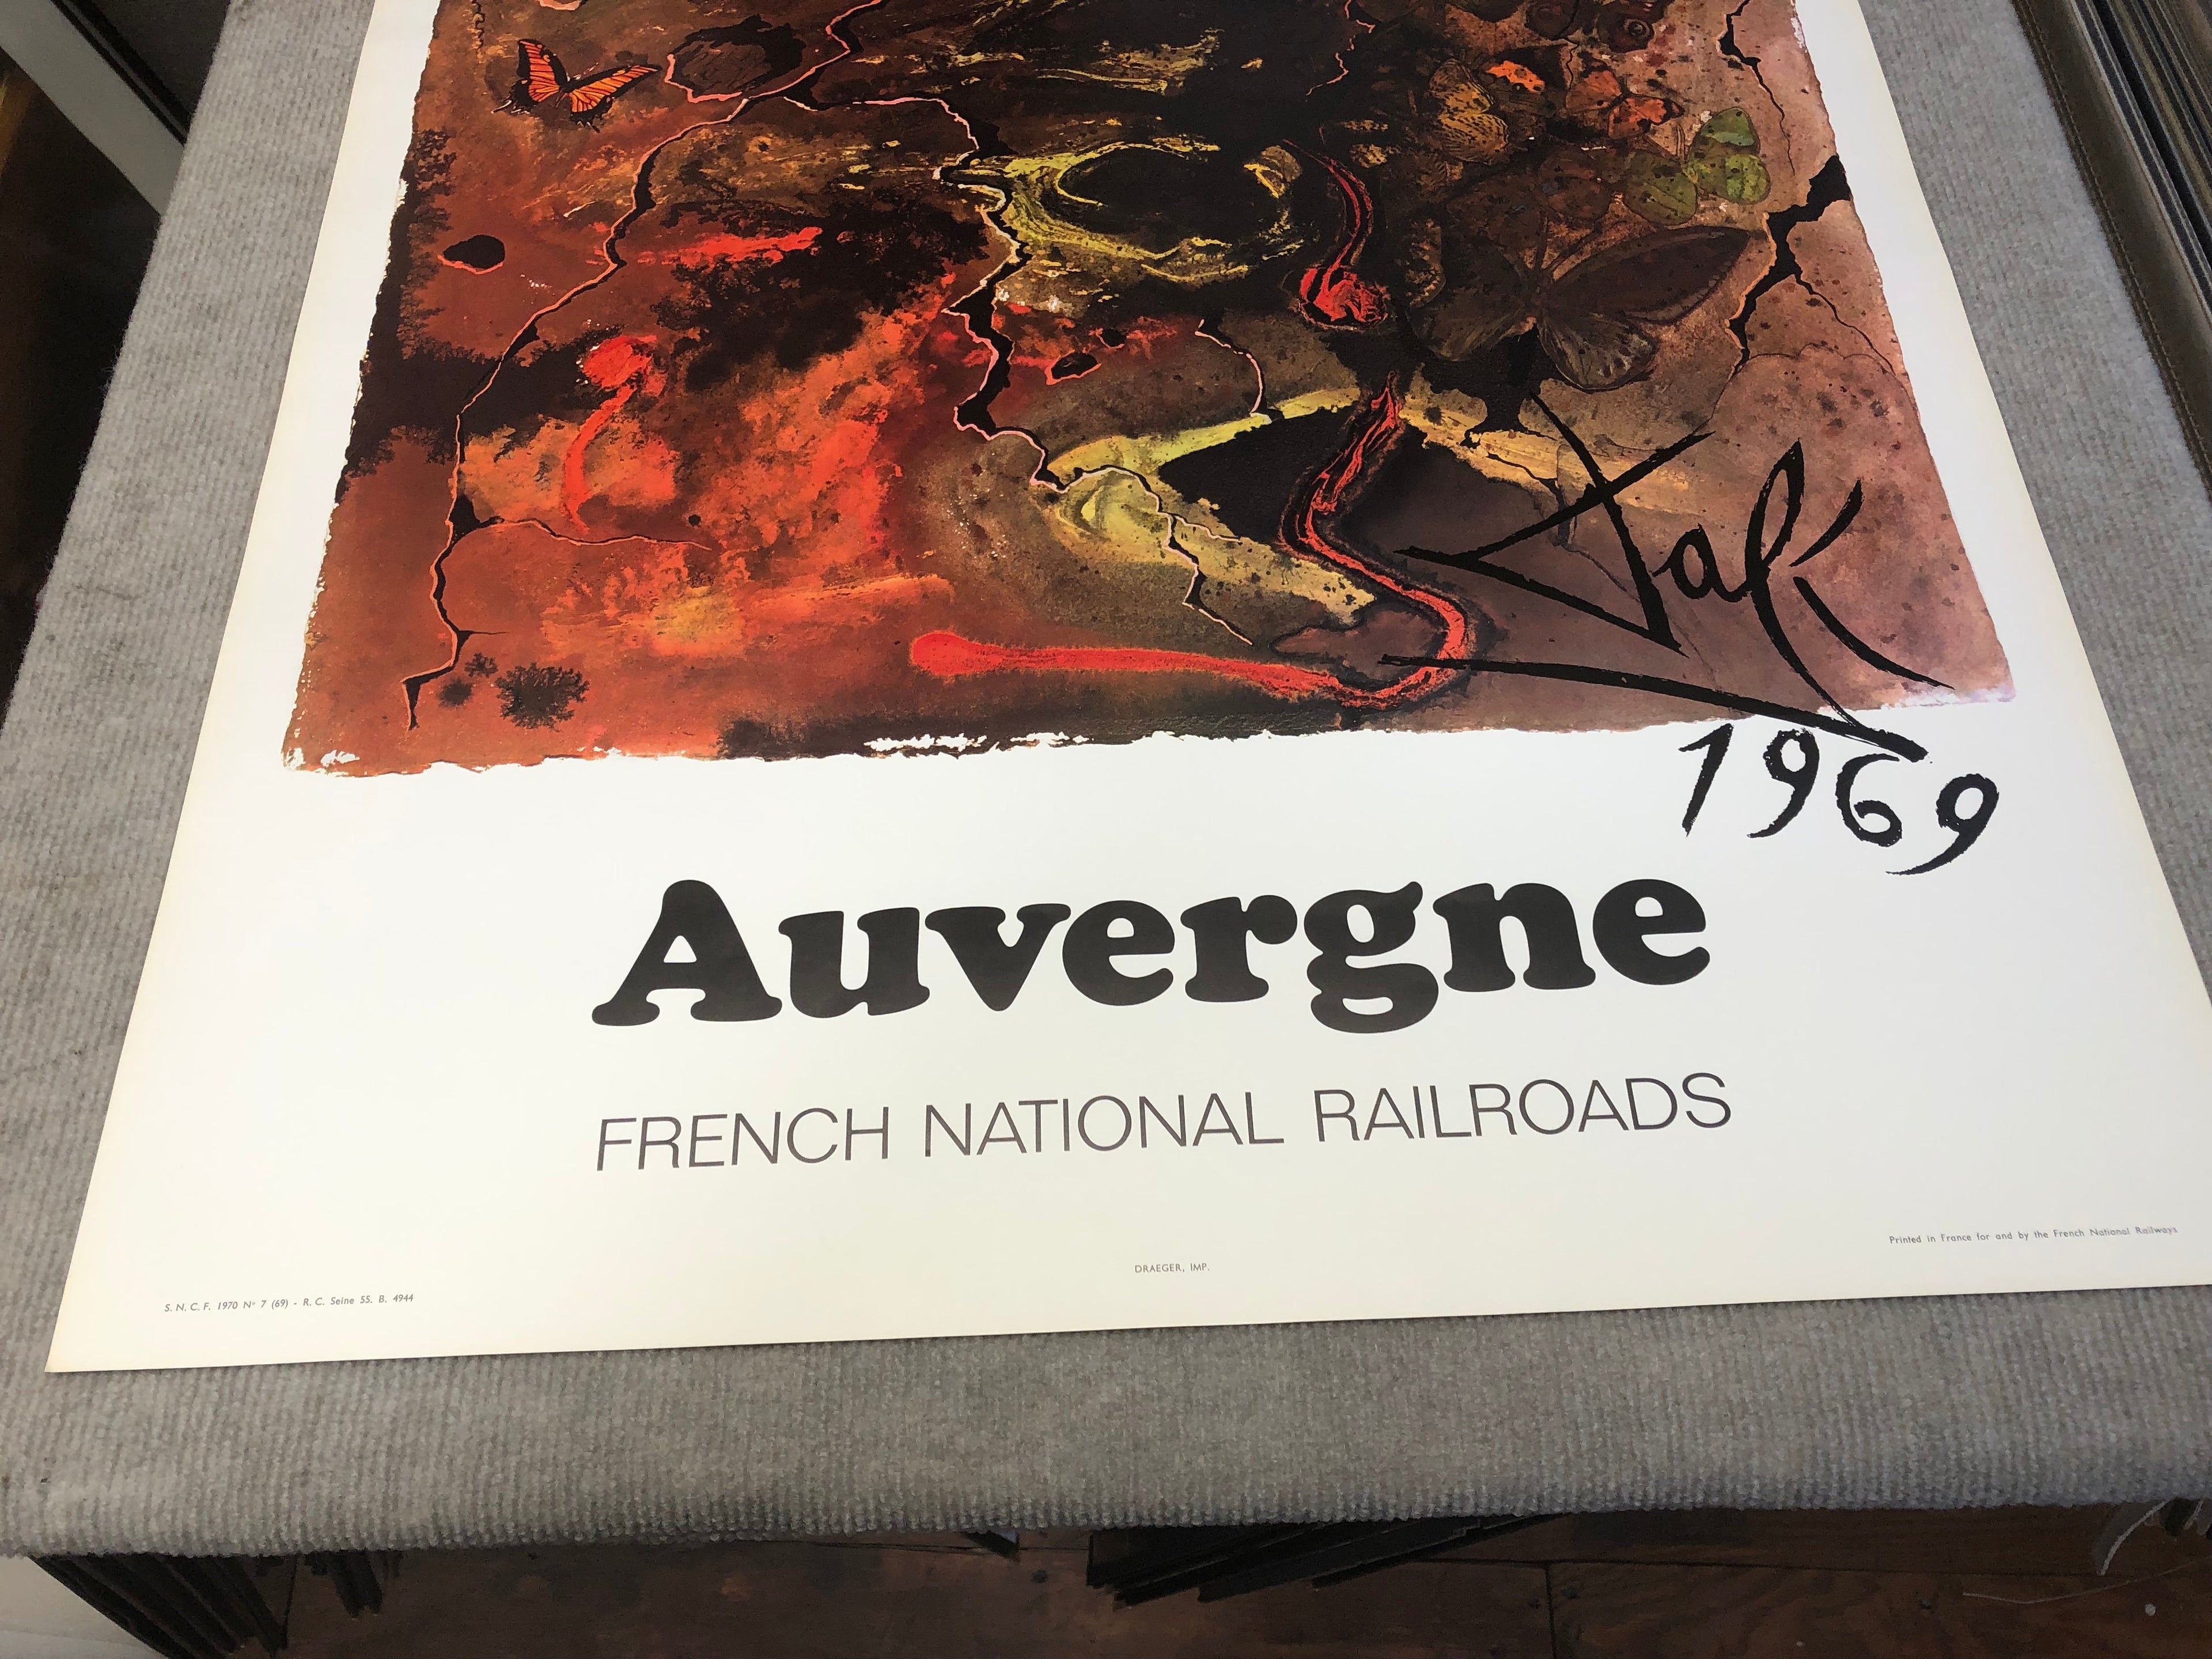 Dalí
1969
Auvergne
FRENCH NATIONAL RAILROADS
Printed in France for and by the French National Railways
DRAEGER, IMP.
S. N. C. F. 1970 Nº 7 (69) - R. C. Seine 55. B. 4944